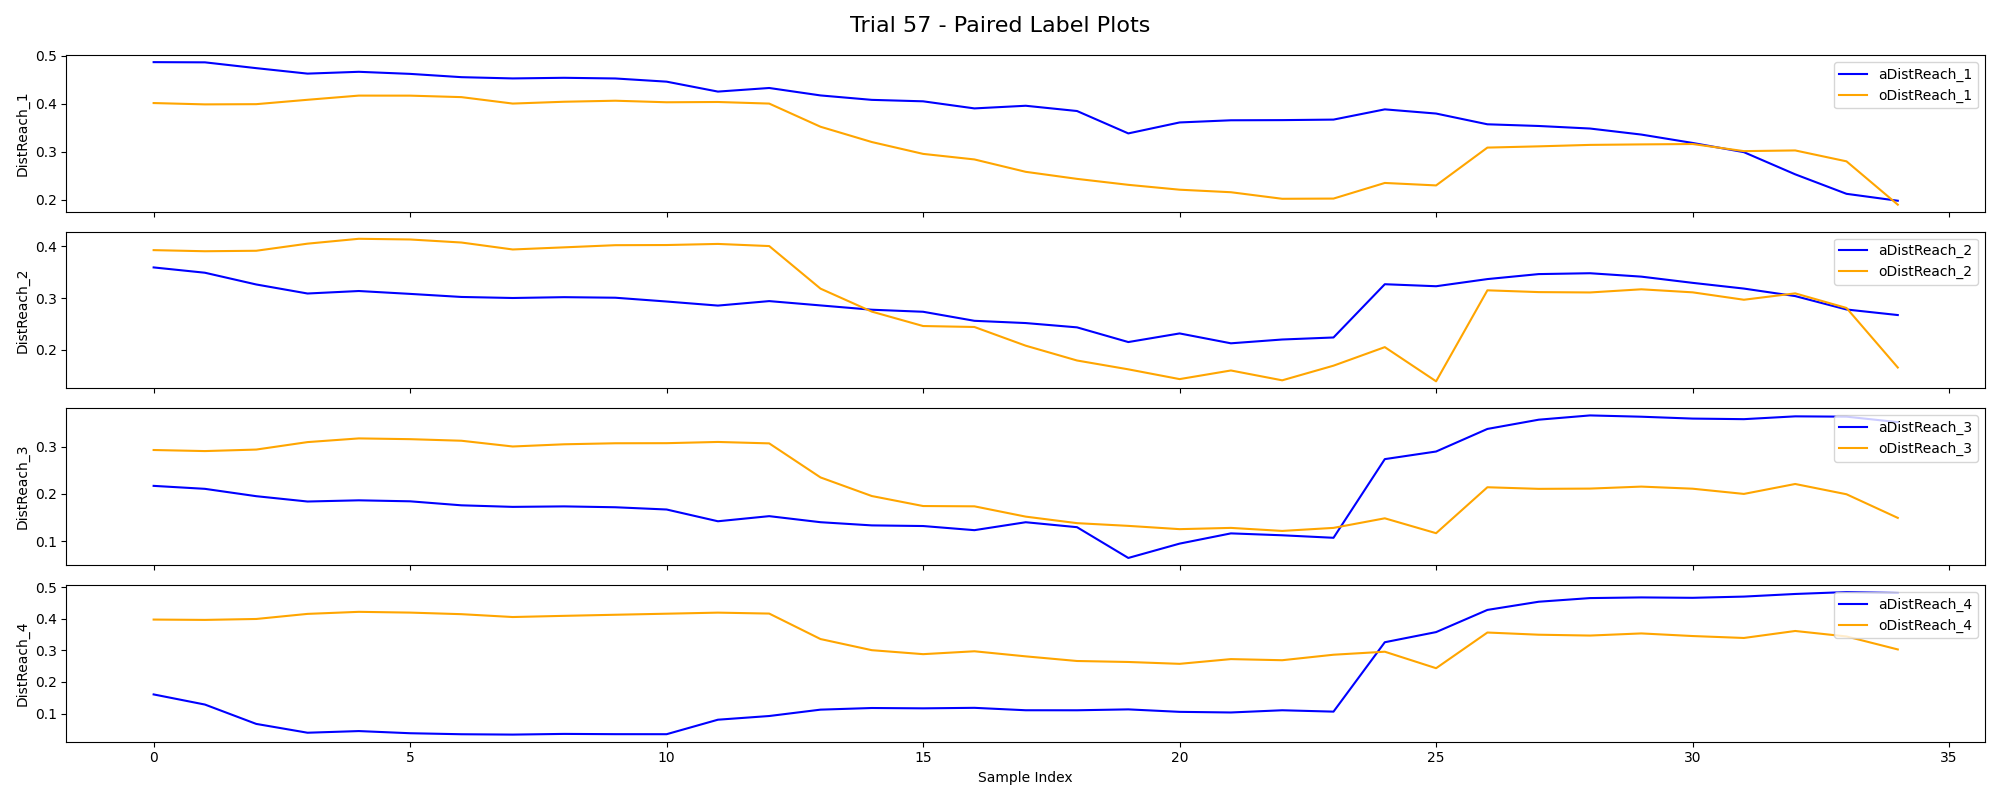 Trial 57 - Paired Label Plots
DistReach_1
0.5
0.4
0.3
0.2
aDistReach_1
oDistReach_1
DistReach_2
0.4
0.3
0.2
aDistReach_2
oDistReach_2
DistReach_3
0.3
0.2
0.1
aDistReach_3
oDistReach_3
DistReach_4
0.5
0.4
0.3
0.2
0.1
aDistReach_4
oDistReach_4
0 5 10 15 20 25 30 35
Sample Index